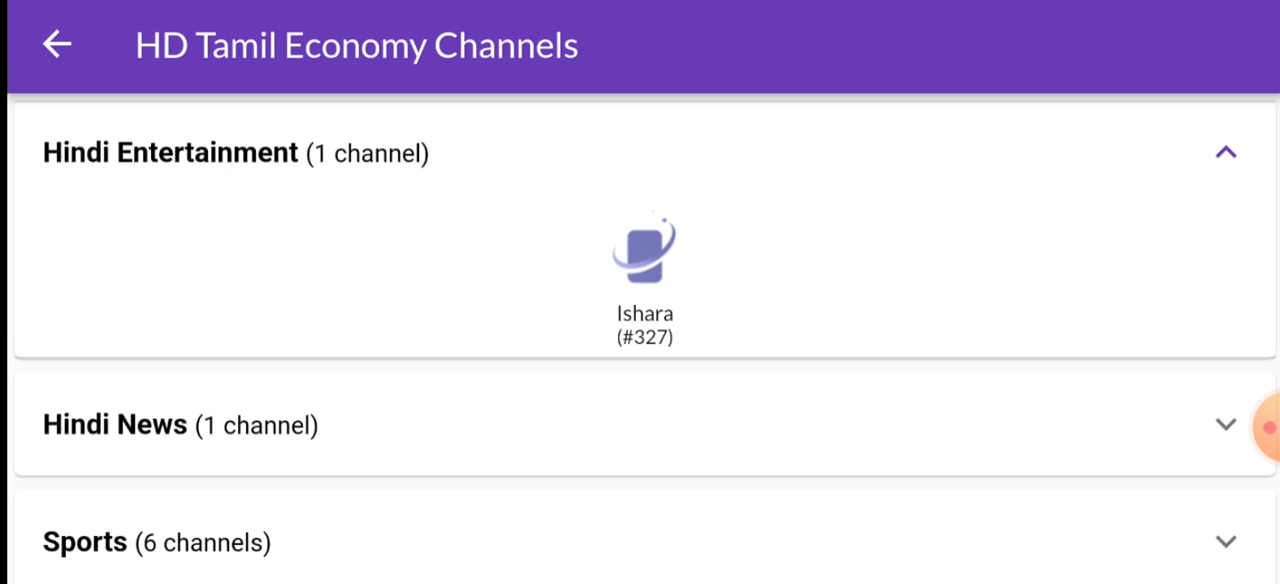 HD Tamil Economy Channels
Hindi Entertainment (1 channel)
Ishara
(#327)
Hindi News (1 channel)
Sports (6 channels)